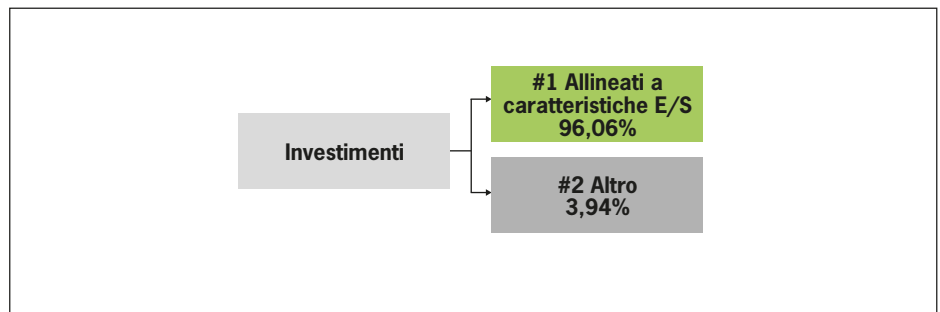 Investimenti
#1 Allineati a
caratteristiche E/S
96,06%
#2 Altro
3,94%